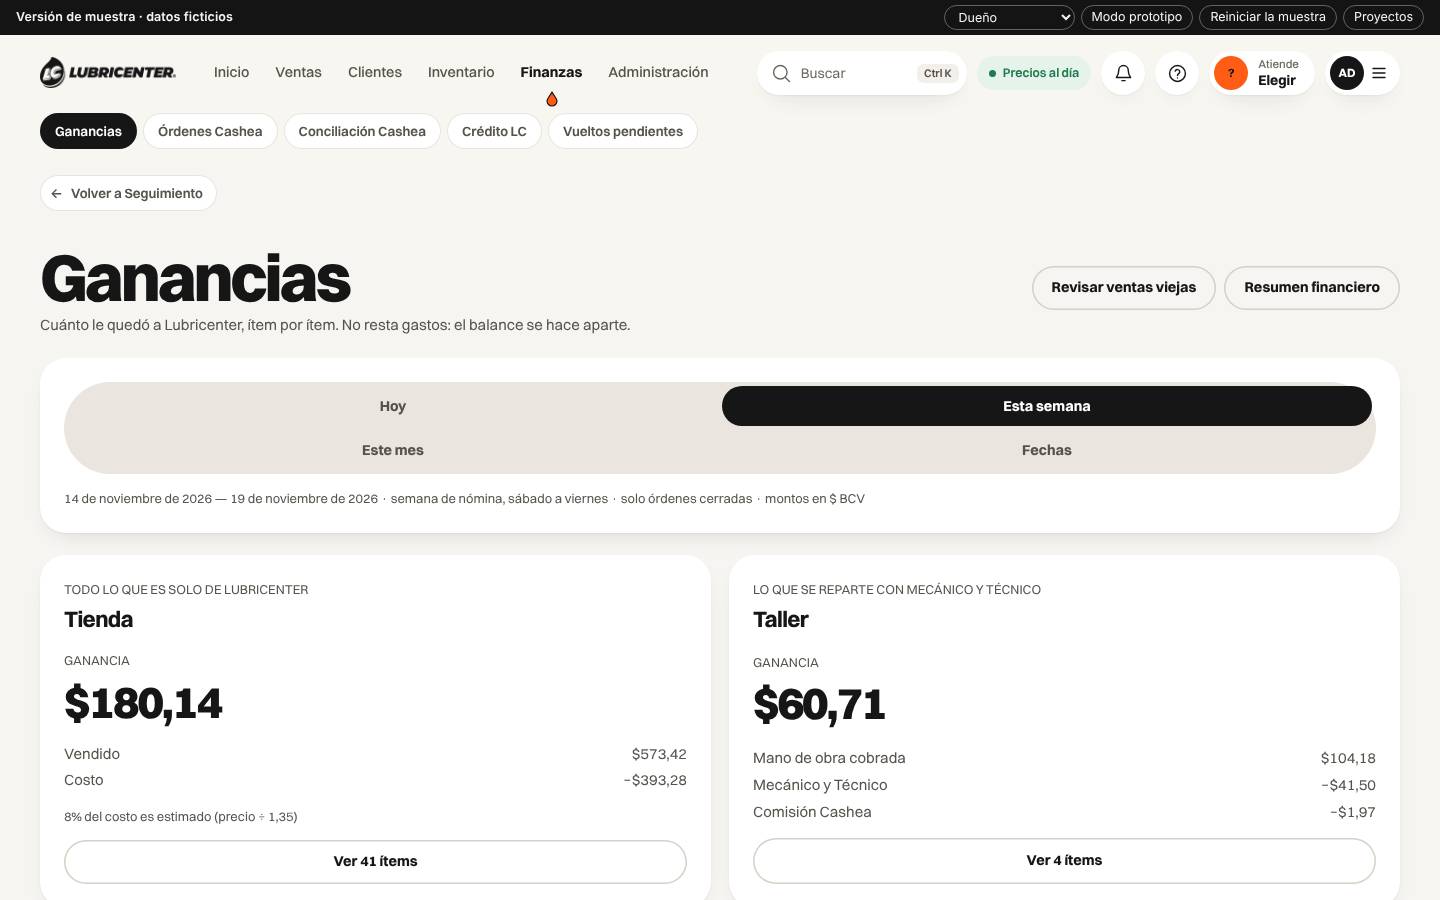 Versión de muestra · datos ficticios
Dueño
Modo prototipo
Reiniciar la muestra
Proyectos
LC LUBRICENTER.
Inicio
Ventas
Clientes
Inventario
Finanzas
Administración
Buscar
Ctrl K
Precios al día
?
Atiende
Elegir
AD
Ganancias
Órdenes Cashea
Conciliación Cashea
Crédito LC
Vueltos pendientes
← Volver a Seguimiento
Ganancias
Cuánto le quedó a Lubricenter, ítem por ítem. No resta gastos: el balance se hace aparte.
Revisar ventas viejas
Resumen financiero
Hoy
Esta semana
Este mes
Fechas
14 de noviembre de 2026 — 19 de noviembre de 2026 · semana de nómina, sábado a viernes · solo órdenes cerradas · montos en $ BCV
TODO LO QUE ES SOLO DE LUBRICENTER
Tienda
GANANCIA
$180,14
Vendido $573,42
Costo −$393,28
8% del costo es estimado (precio ÷ 1,35)
Ver 41 ítems
LO QUE SE REPARTE CON MECÁNICO Y TÉCNICO
Taller
GANANCIA
$60,71
Mano de obra cobrada $104,18
Mecánico y Técnico −$41,50
Comisión Cashea −$1,97
Ver 4 ítems